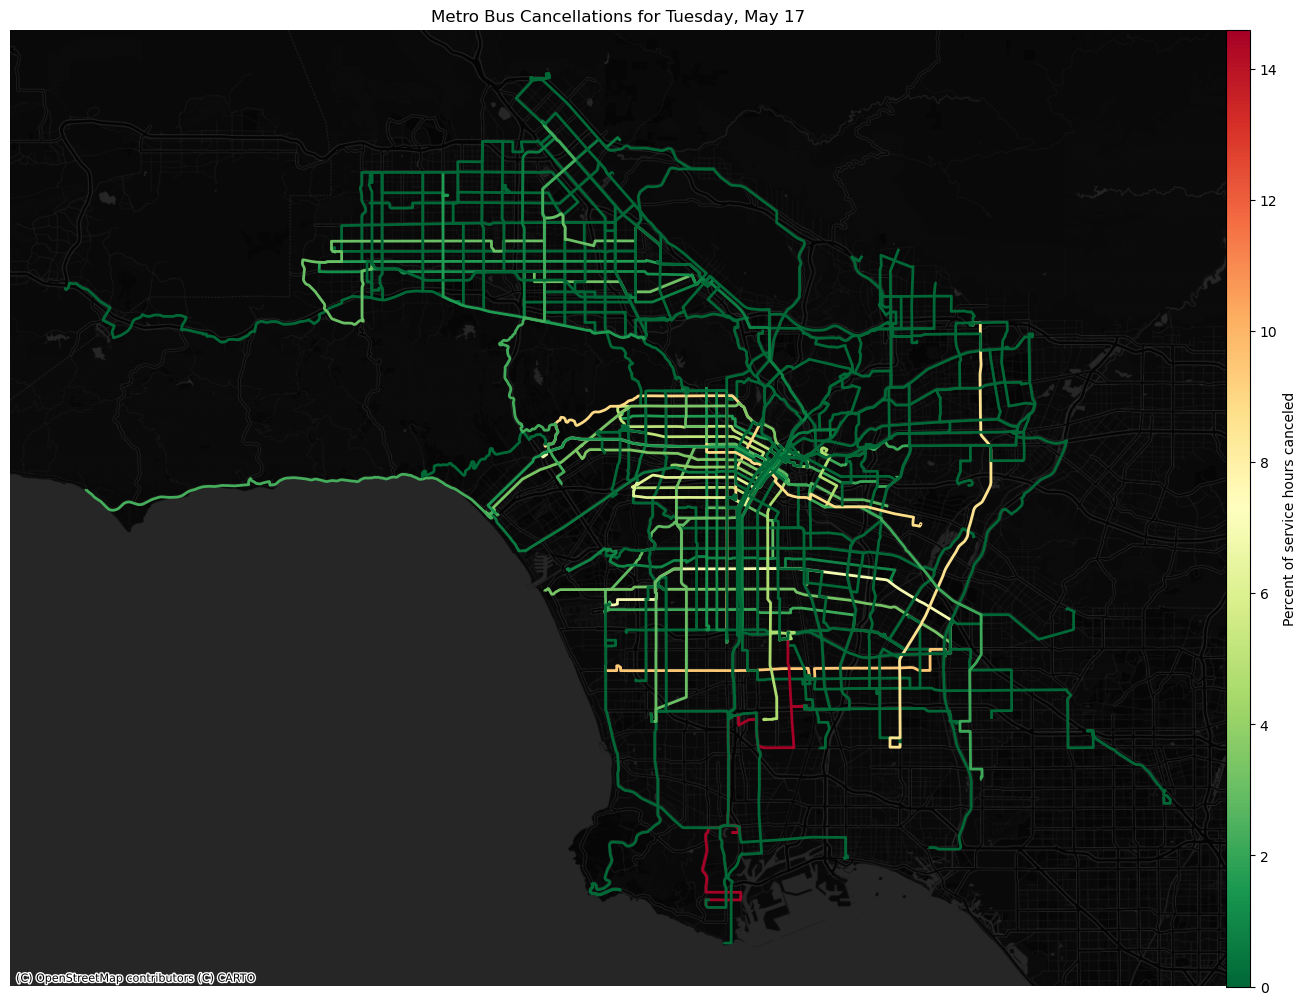 Metro Bus Cancellations for Tuesday, May 17
14
12
10
8
6
4
2
0
Percent of service hours canceled
(C) OpenStreetMap contributors (C) CARTO